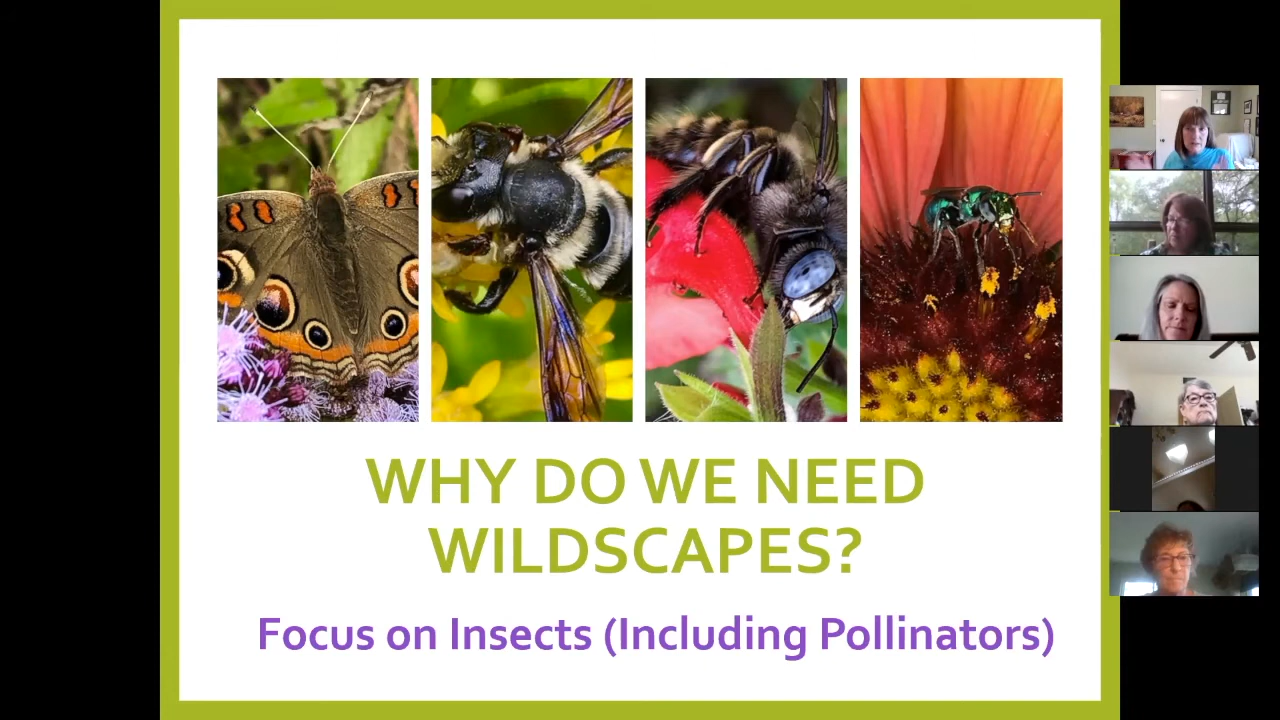 WHY DO WE NEED
WILDSCAPES?
Focus on Insects (Including Pollinators)